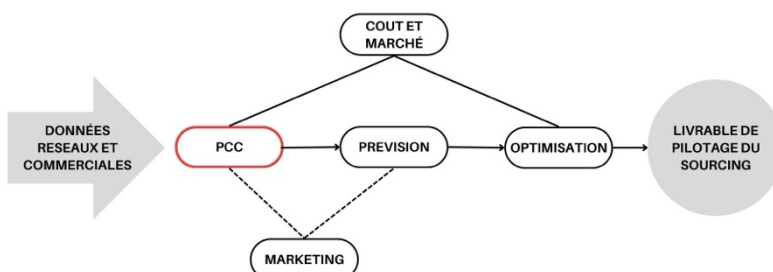 COUT ET
MARCHÉ
DONNÉES
RESEAUX ET
COMMERCIALES
PCC
PREVISION
OPTIMISATION
LIVRABLE DE
PILOTAGE DU
SOURCING
MARKETING